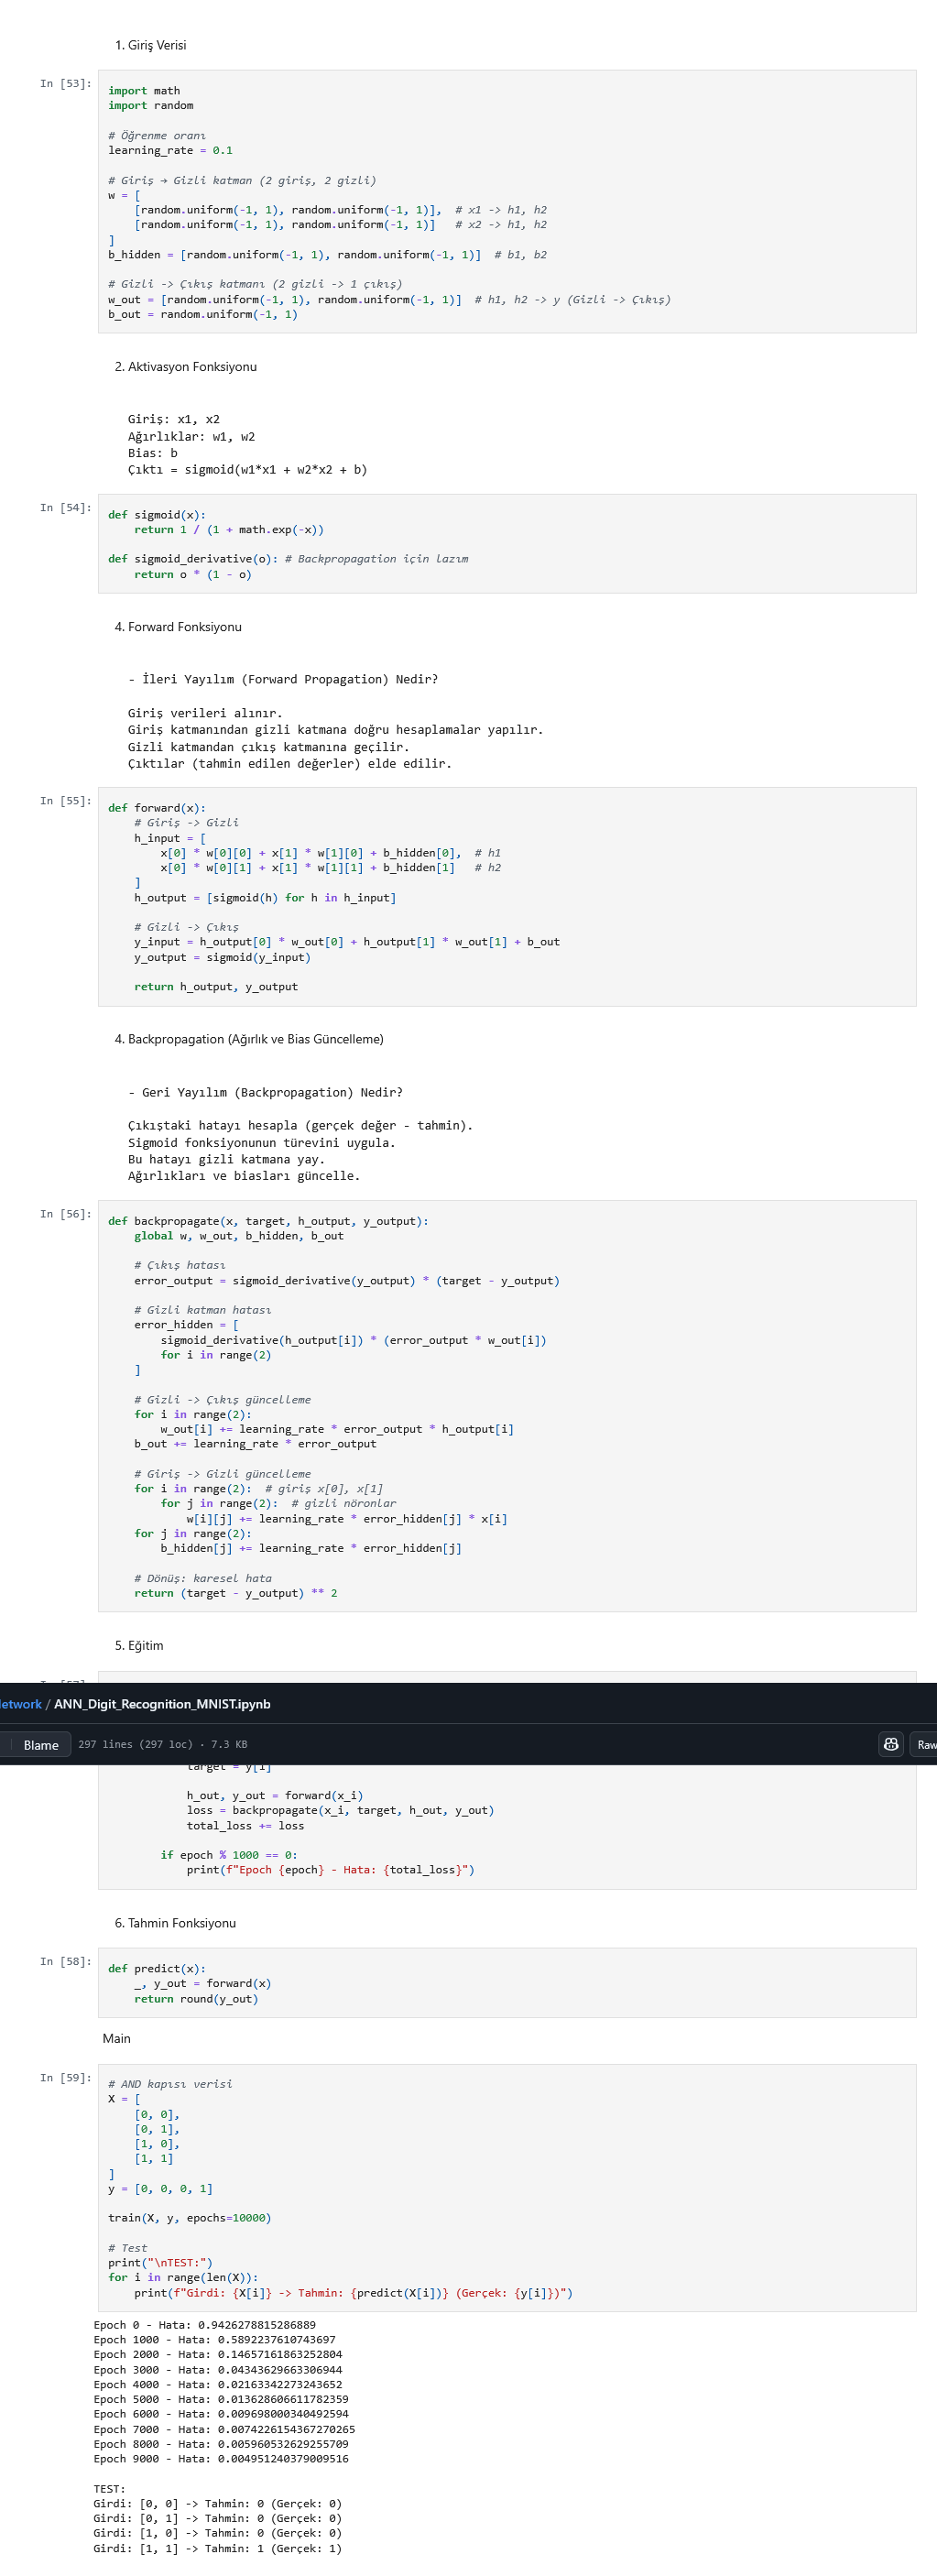 1. Giriş Verisi
In [53]:
import math
import random
# Öğrenme oranı
learning_rate = 0.1
# Giriş → Gizli katman (2 giriş, 2 gizli)
w = [
    [random.uniform(-1, 1), random.uniform(-1, 1)],  # x1 -> h1, h2
    [random.uniform(-1, 1), random.uniform(-1, 1)]   # x2 -> h1, h2
]
b_hidden = [random.uniform(-1, 1), random.uniform(-1, 1)]  # b1, b2
# Gizli -> Çıkış katmanı (2 gizli -> 1 çıkış)
w_out = [random.uniform(-1, 1), random.uniform(-1, 1)]  # h1, h2 -> y (Gizli -> Çıkış)
b_out = random.uniform(-1, 1)
2. Aktivasyon Fonksiyonu
Giriş: x1, x2
Ağırlıklar: w1, w2
Bias: b
Çıktı = sigmoid(w1*x1 + w2*x2 + b)
In [54]:
def sigmoid(x):
    return 1 / (1 + math.exp(-x))
def sigmoid_derivative(o): # Backpropagation için lazım
    return o * (1 - o)
4. Forward Fonksiyonu
- İleri Yayılım (Forward Propagation) Nedir?
Giriş verileri alınır.
Giriş katmanından gizli katmana doğru hesaplamalar yapılır.
Gizli katmandan çıkış katmanına geçilir.
Çıktılar (tahmin edilen değerler) elde edilir.
In [55]:
def forward(x):
    # Giriş -> Gizli
    h_input = [
        x[0] * w[0][0] + x[1] * w[1][0] + b_hidden[0],  # h1
        x[0] * w[0][1] + x[1] * w[1][1] + b_hidden[1]   # h2
    ]
    h_output = [sigmoid(h) for h in h_input]
    # Gizli -> Çıkış
    y_input = h_output[0] * w_out[0] + h_output[1] * w_out[1] + b_out
    y_output = sigmoid(y_input)
    return h_output, y_output
4. Backpropagation (Ağırlık ve Bias Güncelleme)
- Geri Yayılım (Backpropagation) Nedir?
Çıkıştaki hatayı hesapla (gerçek değer - tahmin).
Sigmoid fonksiyonunun türevini uygula.
Bu hatayı gizli katmana yay.
Ağırlıkları ve biasları güncelle.
In [56]:
def backpropagate(x, target, h_output, y_output):
    global w, w_out, b_hidden, b_out
    # Çıkış hatası
    error_output = sigmoid_derivative(y_output) * (target - y_output)
    # Gizli katman hatası
    error_hidden = [
        sigmoid_derivative(h_output[i]) * (error_output * w_out[i])
        for i in range(2)
    ]
    # Gizli -> Çıkış güncelleme
    for i in range(2):
        w_out[i] += learning_rate * error_output * h_output[i]
    b_out += learning_rate * error_output
    # Giriş -> Gizli güncelleme
    for i in range(2):  # giriş x[0], x[1]
        for j in range(2):  # gizli nöronlar
            w[i][j] += learning_rate * error_hidden[j] * x[i]
    for j in range(2):
        b_hidden[j] += learning_rate * error_hidden[j]
    # Dönüş: karesel hata
    return (target - y_output) ** 2
5. Eğitim
/ ANN_Digit_Recognition_MNIST.ipynb
Blame 297 lines (297 loc) · 7.3 KB Raw
            target = y[i]
            h_out, y_out = forward(x_i)
            loss = backpropagate(x_i, target, h_out, y_out)
            total_loss += loss
        if epoch % 1000 == 0:
            print(f"Epoch {epoch} - Hata: {total_loss}")
6. Tahmin Fonksiyonu
In [58]:
def predict(x):
    _, y_out = forward(x)
    return round(y_out)
Main
In [59]:
# AND kapısı verisi
X = [
    [0, 0],
    [0, 1],
    [1, 0],
    [1, 1]
]
y = [0, 0, 0, 1]
train(X, y, epochs=10000)
# Test
print("\nTEST:")
for i in range(len(X)):
    print(f"Girdi: {X[i]} -> Tahmin: {predict(X[i])} (Gerçek: {y[i]})")
Epoch 0 - Hata: 0.9426278815286889
Epoch 1000 - Hata: 0.5892237610743697
Epoch 2000 - Hata: 0.14657161863252804
Epoch 3000 - Hata: 0.04343629663306944
Epoch 4000 - Hata: 0.02163342273243652
Epoch 5000 - Hata: 0.013628606611782359
Epoch 6000 - Hata: 0.009698000340492594
Epoch 7000 - Hata: 0.0074226154367270265
Epoch 8000 - Hata: 0.005960532629255709
Epoch 9000 - Hata: 0.004951240379009516
TEST:
Girdi: [0, 0] -> Tahmin: 0 (Gerçek: 0)
Girdi: [0, 1] -> Tahmin: 0 (Gerçek: 0)
Girdi: [1, 0] -> Tahmin: 0 (Gerçek: 0)
Girdi: [1, 1] -> Tahmin: 1 (Gerçek: 1)